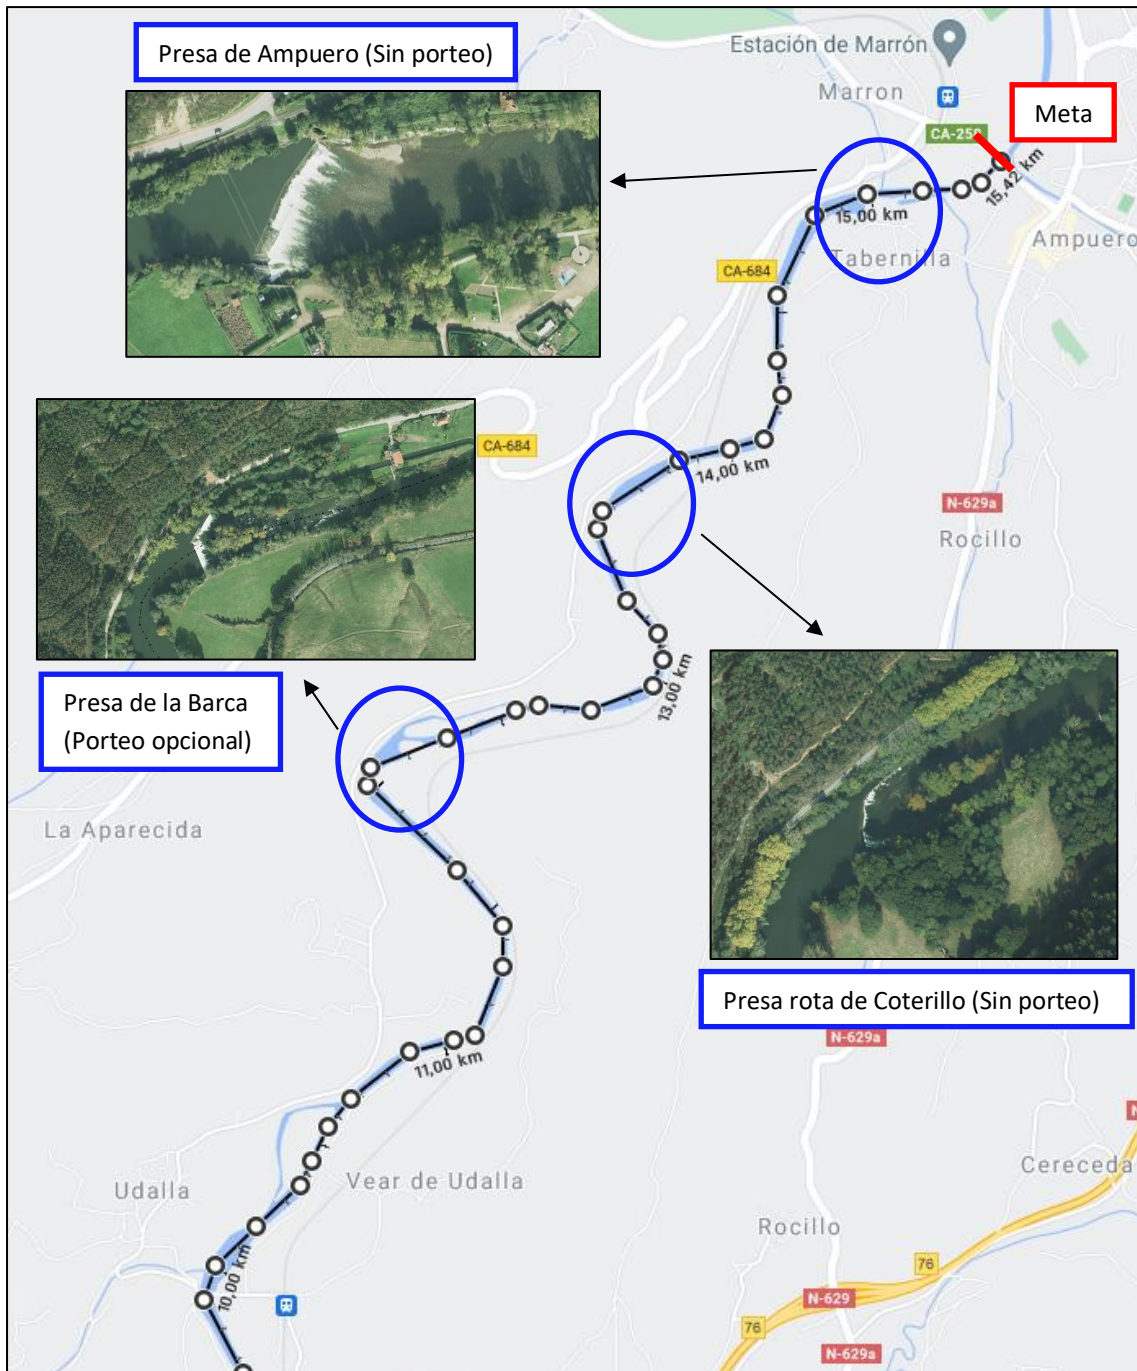 Presa de Ampuero (Sin porteo)
Estación de Marrón
Marron
Meta
CA-25
15,42 km
15,00 km
Ampuero
Tabernilla
CA-684
CA-684
14,00 km
N-629a
Rocillo
13,00 km
Presa de la Barca
(Porteo opcional)
La Aparecida
Presa rota de Coterillo (Sin porteo)
N-629a
11,00 km
N
Cereceda
Vear de Udalla
Udalla
Rocillo
10,00 km
76
N-629
76
N-629a